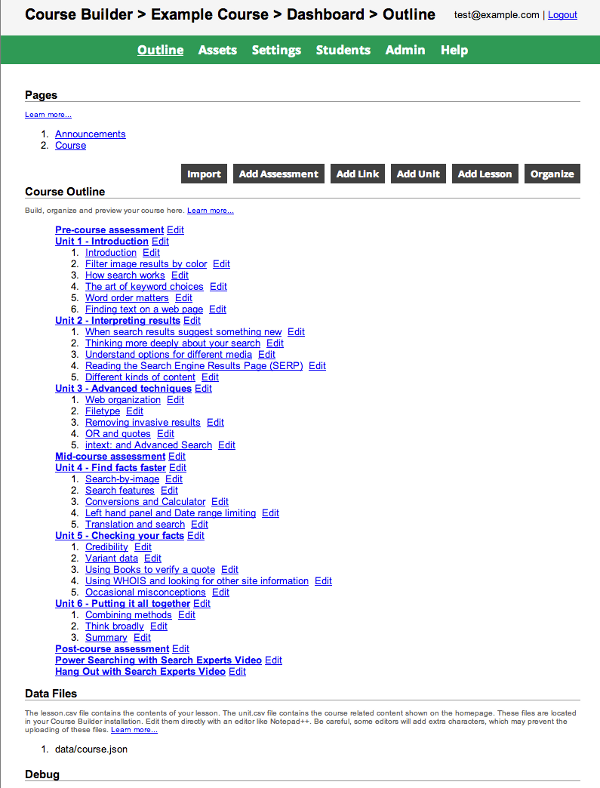 Course Builder > Example Course > Dashboard > Outline
test@example.com | Logout
Outline Assets Settings Students Admin Help
Pages
Learn more...
1. Announcements
2. Course
Import Add Assessment Add Link Add Unit Add Lesson Organize
Course Outline
Build, organize and preview your course here. Learn more...
Pre-course assessment Edit
Unit 1 - Introduction Edit
1. Introduction Edit
2. Filter image results by color Edit
3. How search works Edit
4. The art of keyword choices Edit
5. Word order matters Edit
6. Finding text on a web page Edit
Unit 2 - Interpreting results Edit
1. When search results suggest something new Edit
2. Thinking more deeply about your search Edit
3. Understand options for different media Edit
4. Reading the Search Engine Results Page (SERP) Edit
5. Different kinds of content Edit
Unit 3 - Advanced techniques Edit
1. Web organization Edit
2. Filetype Edit
3. Removing invasive results Edit
4. OR and quotes Edit
5. intext: and Advanced Search Edit
Mid-course assessment Edit
Unit 4 - Find facts faster Edit
1. Search-by-image Edit
2. Search features Edit
3. Conversions and Calculator Edit
4. Left hand panel and Date range limiting Edit
5. Translation and search Edit
Unit 5 - Checking your facts Edit
1. Credibility Edit
2. Variant data Edit
3. Using Books to verify a quote Edit
4. Using WHOIS and looking for other site information Edit
5. Occasional misconceptions Edit
Unit 6 - Putting it all together Edit
1. Combining methods Edit
2. Think broadly Edit
3. Summary Edit
Post-course assessment Edit
Power Searching with Search Experts Video Edit
Hang Out with Search Experts Video Edit
Data Files
The lesson.csv file contains the contents of your lesson. The unit.csv file contains the course related content shown on the homepage. These files are located
in your Course Builder installation. Edit them directly with an editor like Notepad++. Be careful, some editors will add extra characters, which may prevent the
uploading of these files. Learn more...
1. data/course.json
Debug